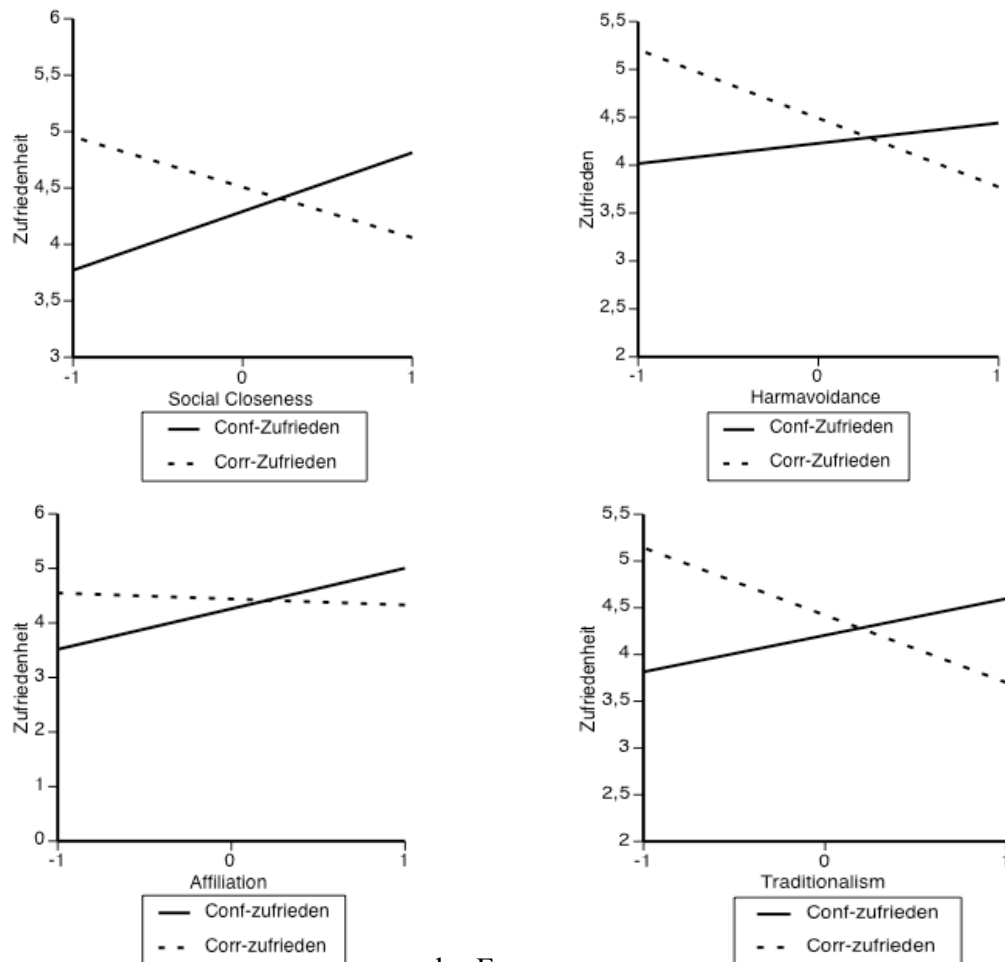 6
5,5
5
4,5
4
3,5
3
Zufriedenheit
-1 0 1
Social Closeness
Conf-Zufrieden
Corr-Zufrieden
5,5
5
4,5
4
3,5
3
2,5
2
Zufrieden
-1 0 1
Harmavoidance
Conf-Zufrieden
Corr-Zufrieden
6
5
4
3
2
1
0
Zufriedenheit
-1 0 1
Affiliation
Conf-zufrieden
Corr-zufrieden
5,5
5
4,5
4
3,5
3
2,5
2
Zufriedenheit
-1 0 1
Traditionalism
Conf-zufrieden
Corr-zufrieden